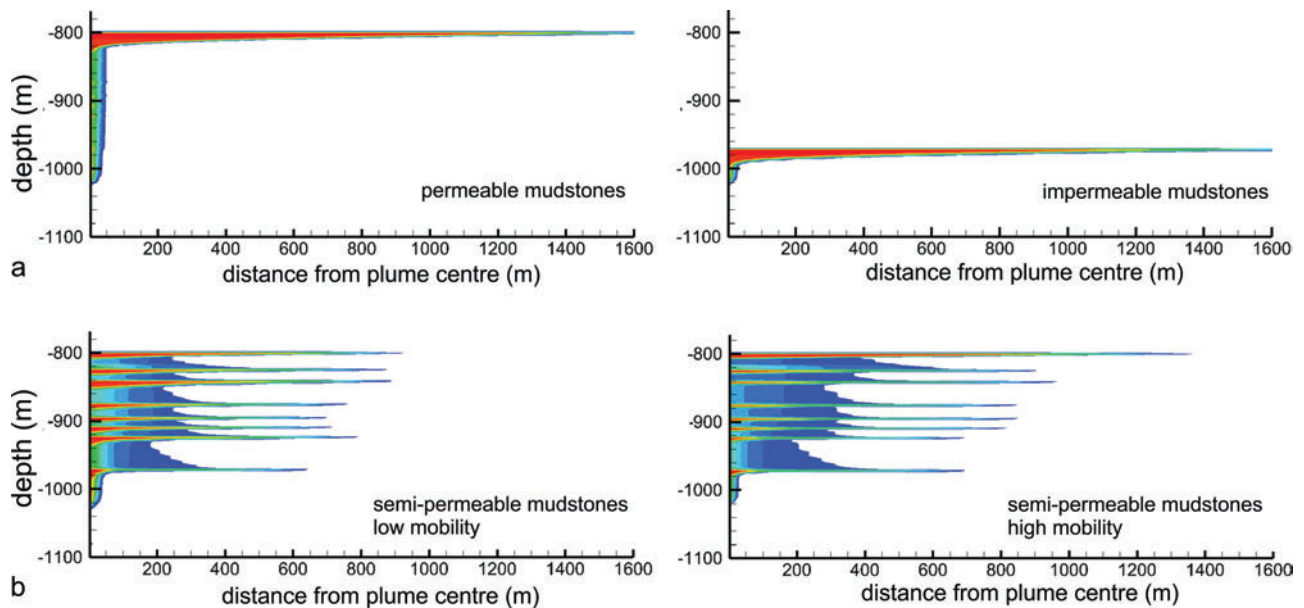 -800
-900
-1000
-1100
depth (m)
permeable mudstones
200 400 600 800 1000 1200 1400 1600
distance from plume centre (m)
a
-800
-900
-1000
-1100
impermeable mudstones
200 400 600 800 1000 1200 1400 1600
distance from plume centre (m)
-800
-900
-1000
-1100
depth (m)
semi-permeable mudstones
low mobility
200 400 600 800 1000 1200 1400 1600
distance from plume centre (m)
b
-800
-900
-1000
-1100
semi-permeable mudstones
high mobility
200 400 600 800 1000 1200 1400 1600
distance from plume centre (m)